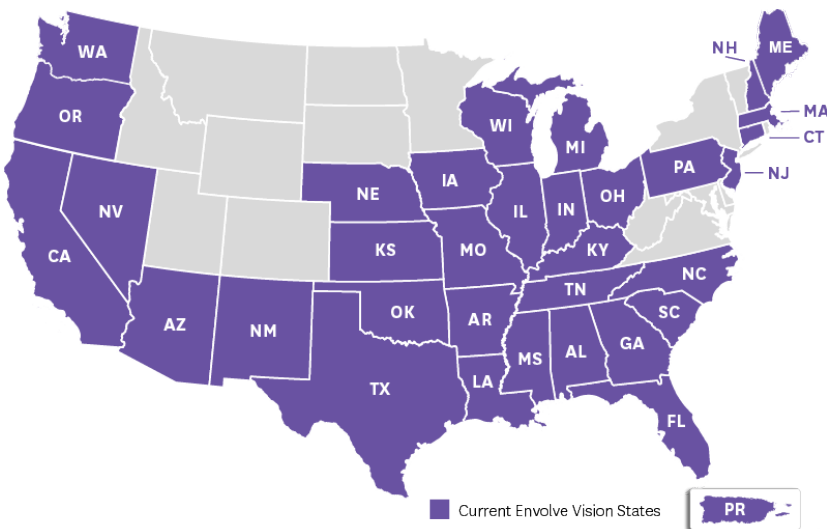 WA
NH
ME
OR
MA
WI
MI
CT
IA
PA
NJ
NE
OH
NV
IL
IN
CA
KS
MO
KY
NC
TN
OK
SC
AZ
NM
AR
GA
MS
AL
TX
LA
FL
Current Envolve Vision States
PR